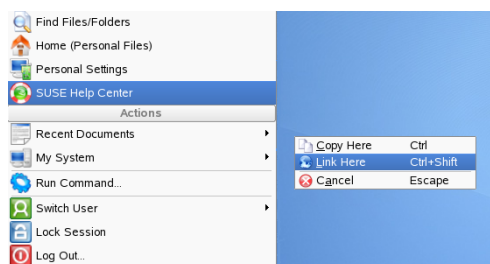 Find Files/Folders
Home (Personal Files)
Personal Settings
SUSE Help Center
Actions
Recent Documents
My System
Run Command...
Switch User
Lock Session
Log Out...
Copy Here Ctrl
Link Here Ctrl+Shift
Cancel Escape